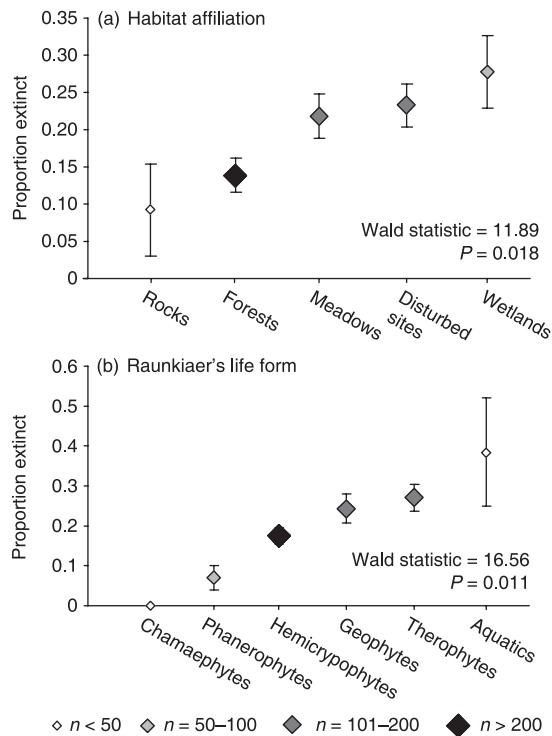 (a) Habitat affiliation
Proportion extinct
0.35
0.30
0.25
0.20
0.15
0.10
0.05
0
Wald statistic = 11.89
P = 0.018
Rocks
Forests
Meadows
Disturbed
sites
Wetlands
(b) Raunkiaer's life form
Proportion extinct
0.6
0.5
0.4
0.3
0.2
0.1
0
Wald statistic = 16.56
P = 0.011
Chamaephytes
Phanerophytes
Hemicrypophytes
Geophytes
Therophytes
Aquatics
n < 50 n = 50–100 n = 101–200 n > 200